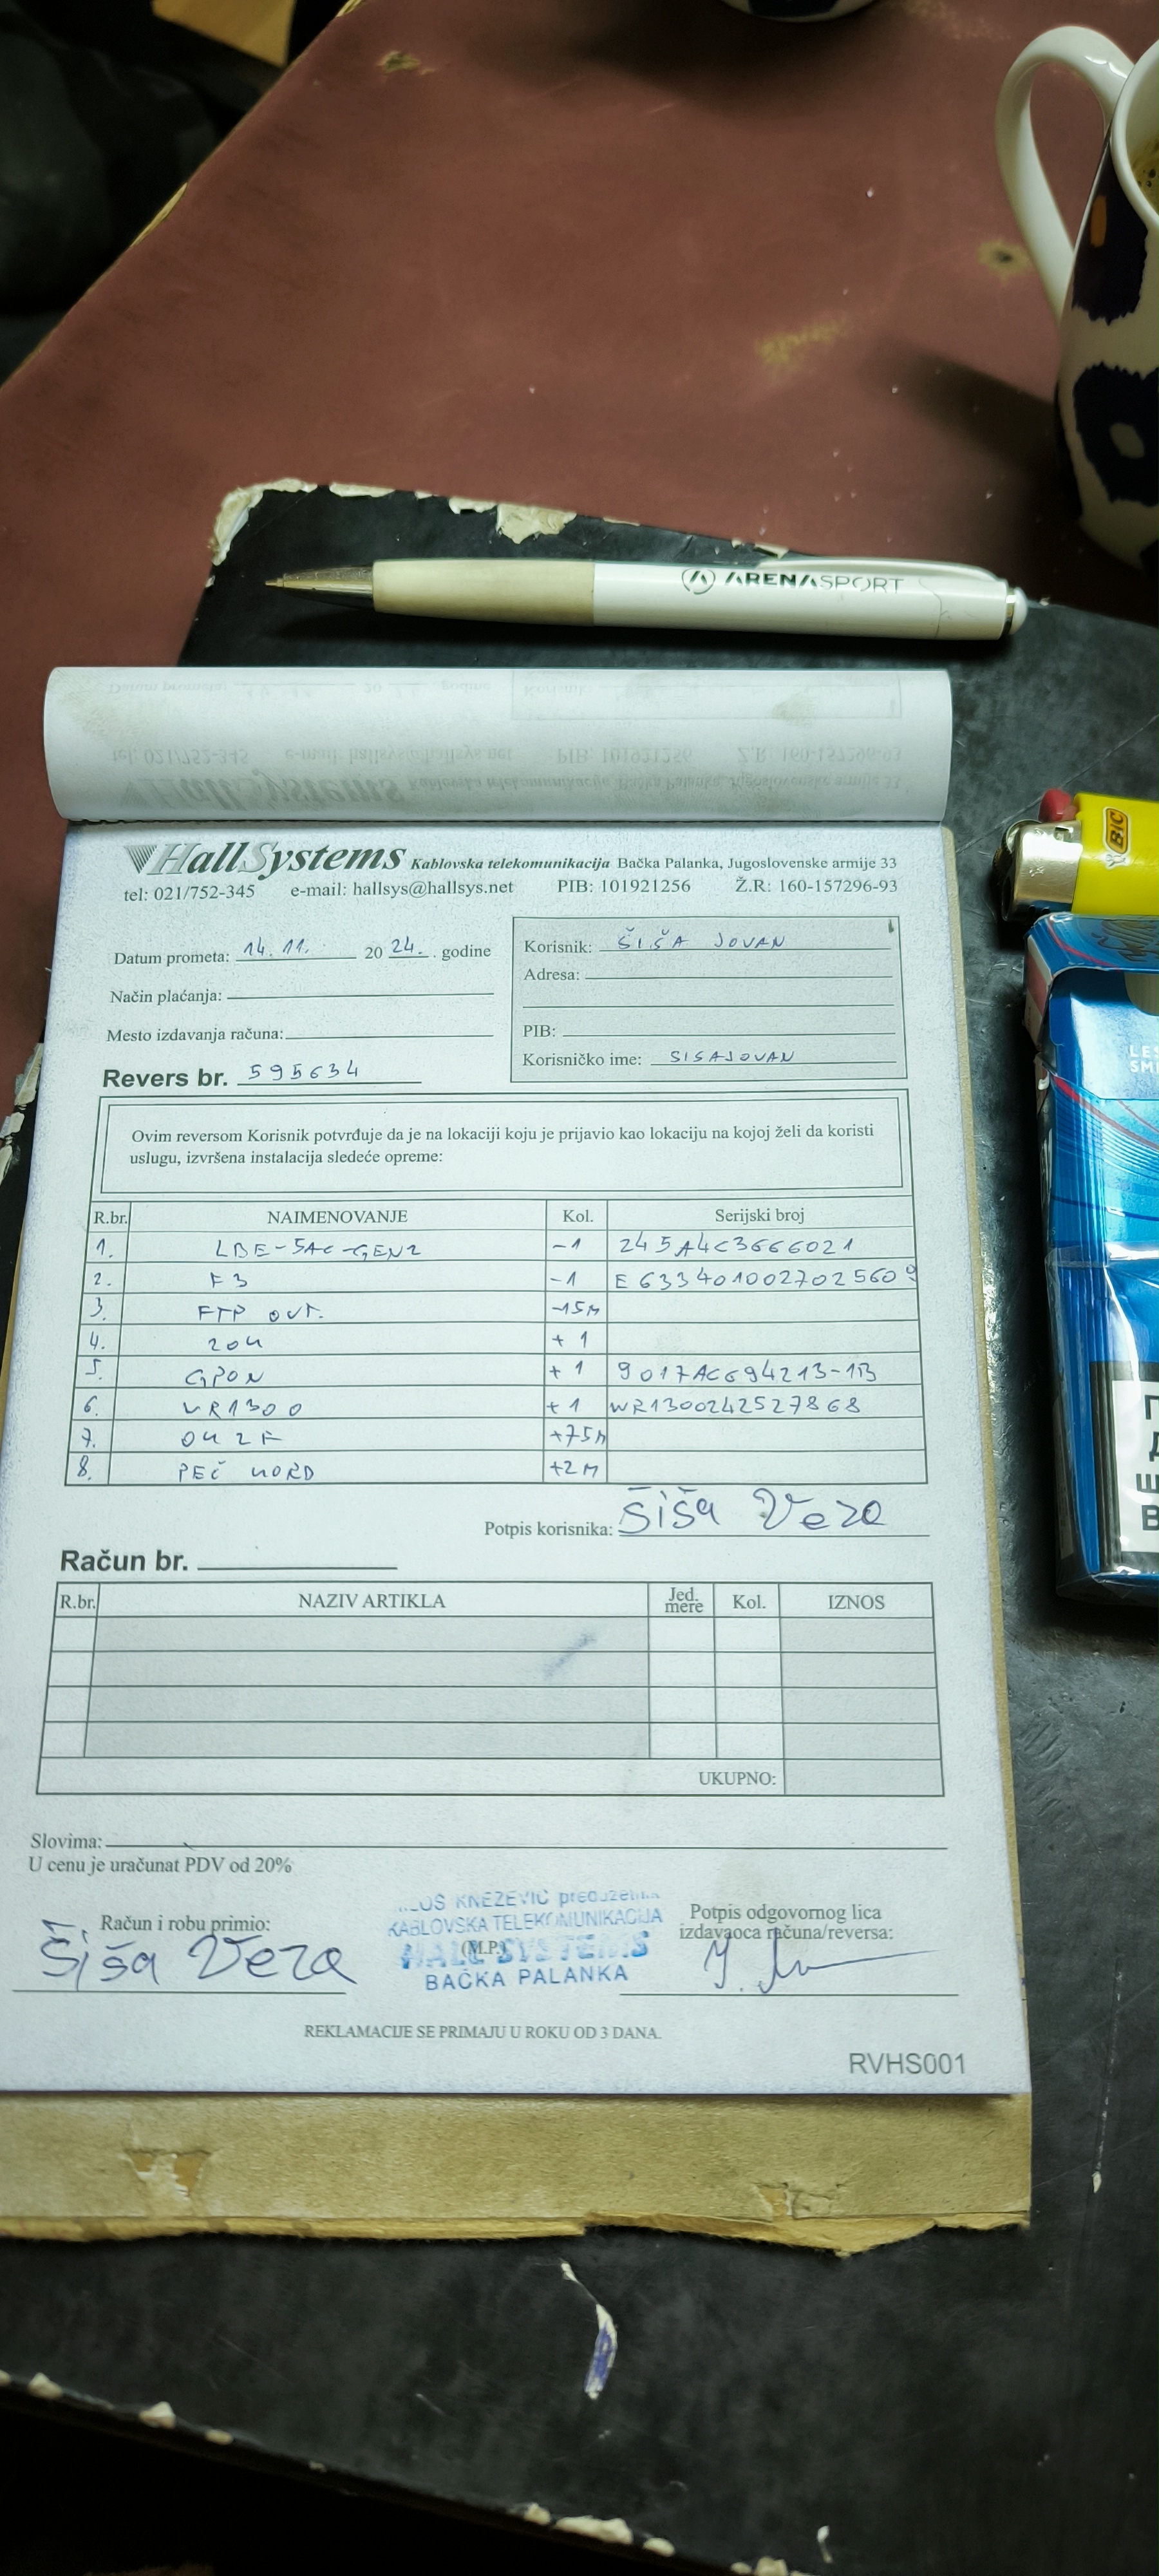 ARENASPORT
HallSystems Kablovska telekomunikacija Bačka Palanka, Jugoslovenske armije 33
tel: 021/752-345 e-mail: hallsys@hallsys.net PIB: 101921256 Ž.R: 160-157296-93
Datum prometa: 14. 11. 20 24. . godine
Način plaćanja:
Mesto izdavanja računa:
Revers br. 595634
Korisnik: ŠIŠA JOVAN
Adresa:
PIB:
Korisničko ime: SISAJOVAN
Ovim reversom Korisnik potvrđuje da je na lokaciji koju je prijavio kao lokaciju na kojoj želi da koristi
uslugu, izvršena instalacija sledeće opreme:
R.br. NAIMENOVANJE Kol. Serijski broj
1. LBE-5AC-GEN2 -1 245A4C3666021
2. F3 -1 E6334010027025609
3. FTP OUT. -15M
4. ZOK + 1
5. GPON + 1 9017AC694213-1B
6. WR1300 + 1 WR1300242527868
7. OK 2F +75M
8. PEČ KORD +2M
Potpis korisnika: Šiša Vera
Račun br.
R.br. NAZIV ARTIKLA Jed. mere Kol. IZNOS
UKUPNO:
Slovima:
U cenu je uračunat PDV od 20%
Račun i robu primio:
Šiša Vera
KNEZEVIC preduzetnik
KABLOVSKA TELEKOMUNIKACIJA
(M.P.)
HALL SYSTEMS
BAČKA PALANKA
Potpis odgovornog lica
izdavaoca računa/reversa:
REKLAMACIJE SE PRIMAJU U ROKU OD 3 DANA.
RVHS001
BIC